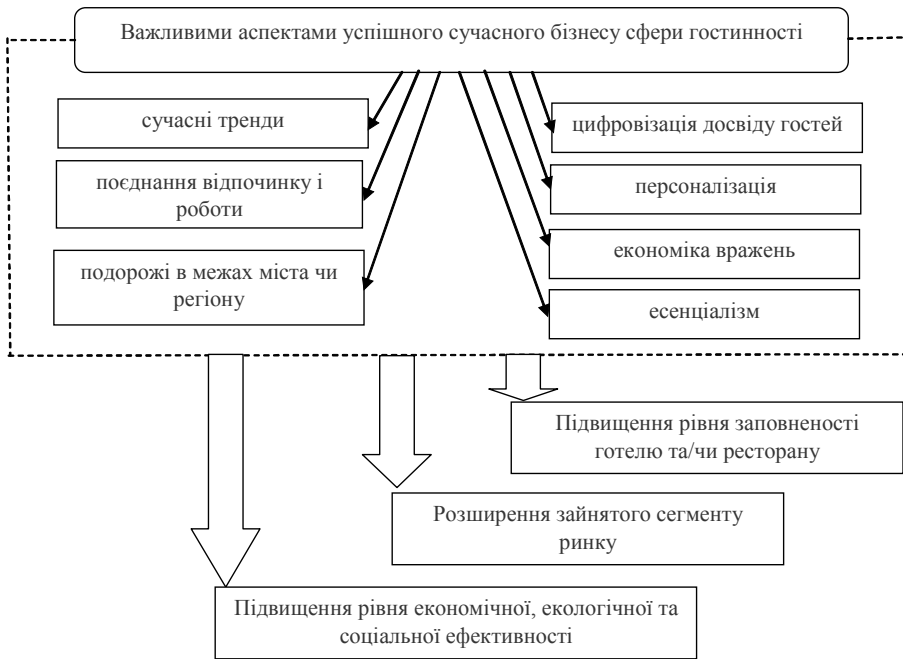 Важливими аспектами успішного сучасного бізнесу сфери гостинності
сучасні тренди
поєднання відпочинку і
роботи
подорожі в межах міста чи
регіону
цифровізація досвіду гостей
персоналізація
економіка вражень
есенціалізм
Підвищення рівня заповненості
готелю та/чи ресторану
Розширення зайнятого сегменту
ринку
Підвищення рівня економічної, екологічної та
соціальної ефективності